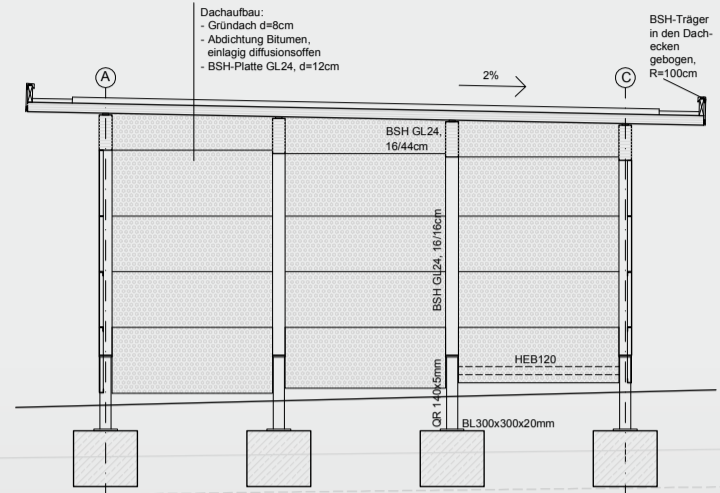 Dachaufbau:
- Gründach d=8cm
- Abdichtung Bitumen,
einlagig diffusionsoffen
- BSH-Platte GL24, d=12cm
BSH-Träger
in den Dach-
ecken
gebogen,
R=100cm
A
2%
C
BSH GL24,
16/44cm
BSH GL24, 16/16cm
HEB120
QR 140x5mm
BL300x300x20mm